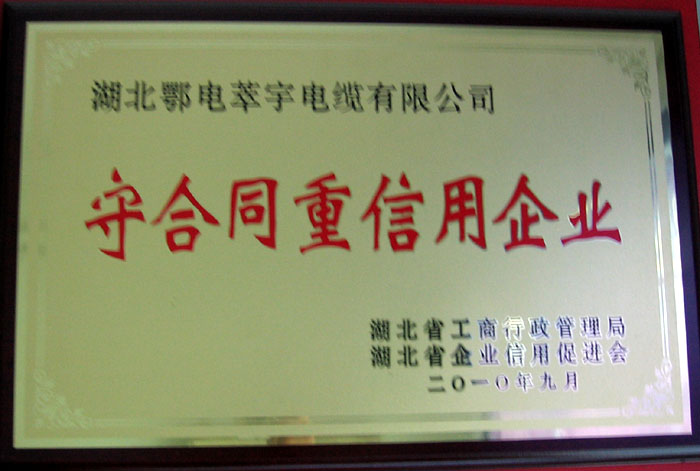 湖北鄂电萃宇电缆有限公司
守合同重信用企业
湖北省工商行政管理局
湖北省企业信用促进会
二〇一〇年九月